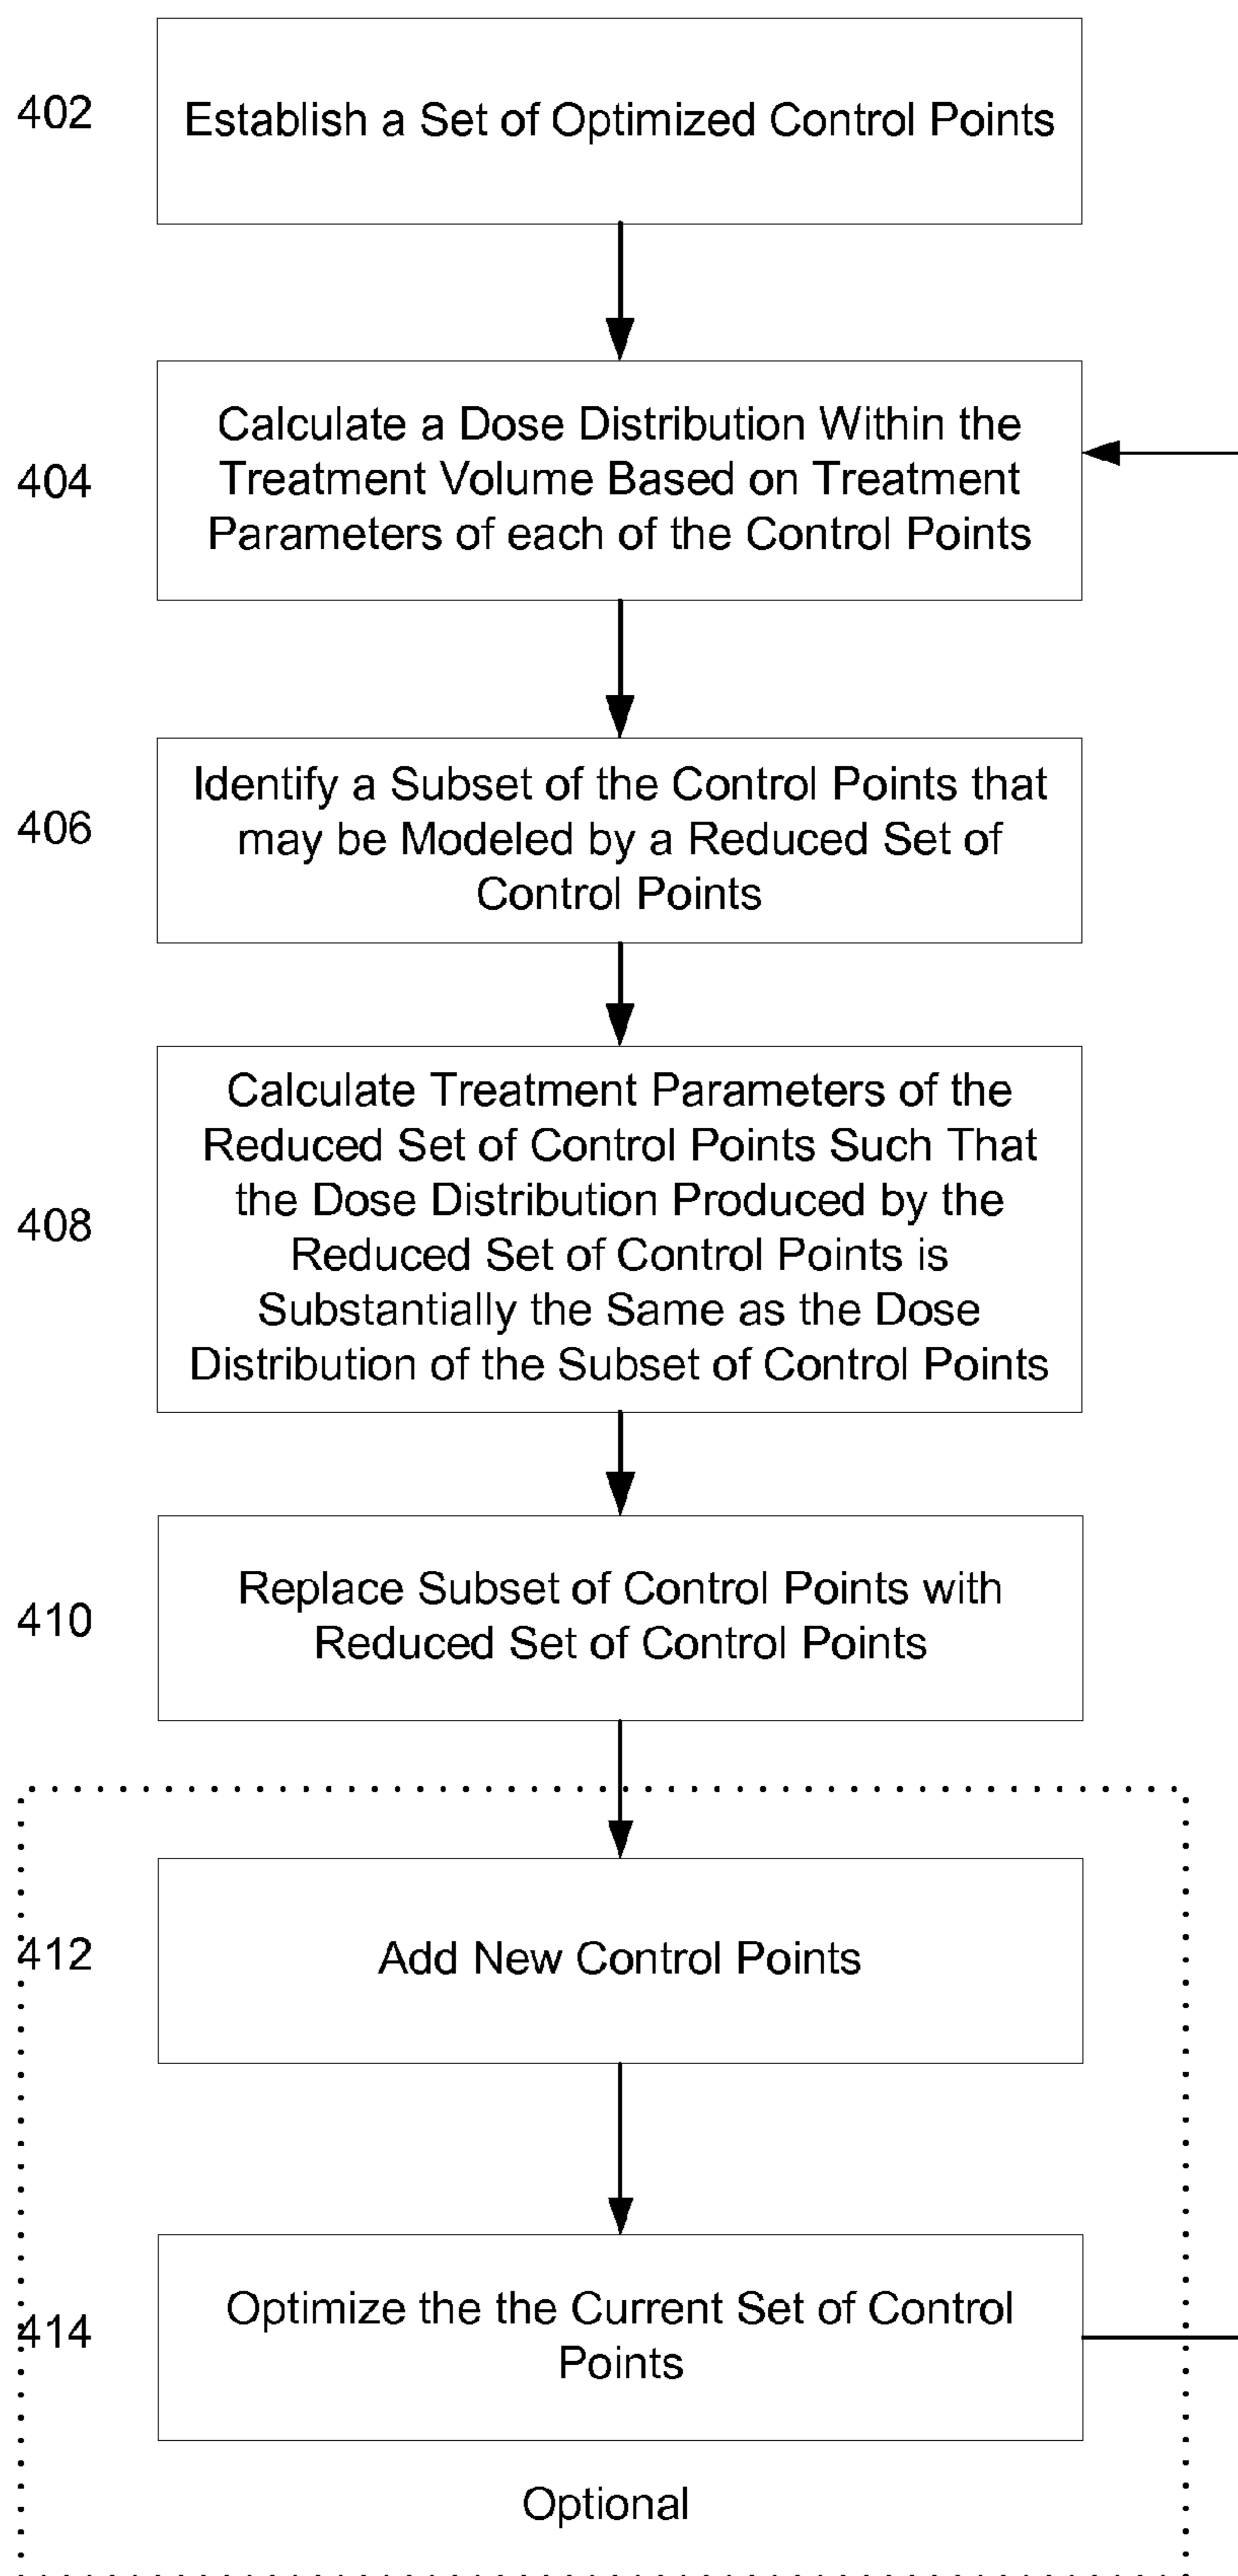 402
Establish a Set of Optimized Control Points
404
Calculate a Dose Distribution Within the
Treatment Volume Based on Treatment
Parameters of each of the Control Points
406
Identify a Subset of the Control Points that
may be Modeled by a Reduced Set of
Control Points
408
Calculate Treatment Parameters of the
Reduced Set of Control Points Such That
the Dose Distribution Produced by the
Reduced Set of Control Points is
Substantially the Same as the Dose
Distribution of the Subset of Control Points
410
Replace Subset of Control Points with
Reduced Set of Control Points
412
Add New Control Points
414
Optimize the the Current Set of Control
Points
Optional